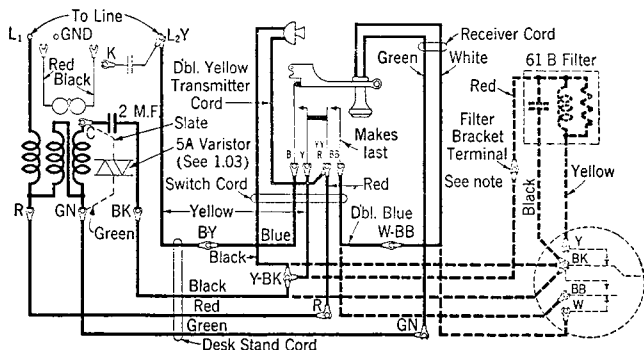 To Line
L1
GND
L2Y
K
Red
Black
2 M.F.
C
Slate
5A Varistor
(See 1.03)
R
GN
Green
BK
Dbl. Yellow
Transmitter
Cord
Receiver Cord
Green
White
Makes
last
B
Y
YY
R
BB
Switch Cord
Red
Yellow
Dbl. Blue
BY
Blue
W-BB
Black
Y-BK
Black
Red
R
Green
GN
Desk Stand Cord
61 B Filter
Red
Filter
Bracket
Terminal
See note
Black
Yellow
Y
BK
BB
W